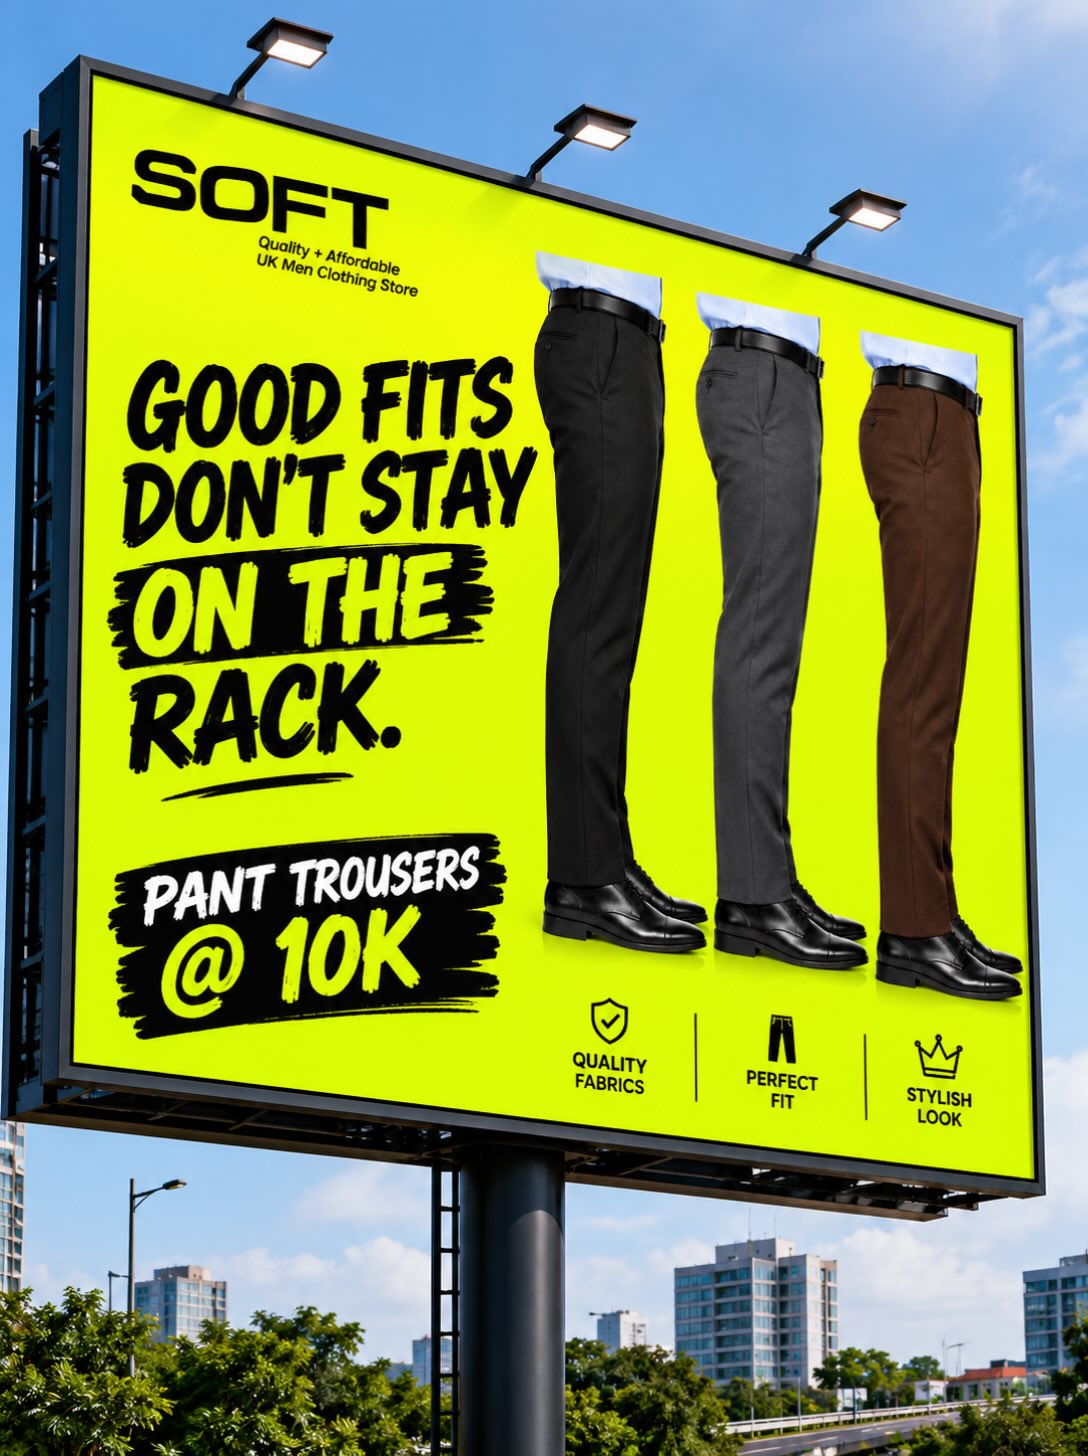 SOFT
Quality + Affordable
UK Men Clothing Store
GOOD FITS
DON'T STAY
ON THE
RACK.
PANT TROUSERS
@ 10K
QUALITY
FABRICS
PERFECT
FIT
STYLISH
LOOK